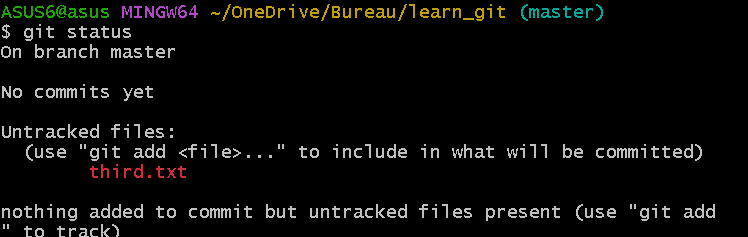 ASUS6@asus MINGW64 ~/OneDrive/Bureau/learn_git (master)
$ git status
On branch master
No commits yet
Untracked files:
(use "git add <file>..." to include in what will be committed)
third.txt
nothing added to commit but untracked files present (use "git add
" to track)